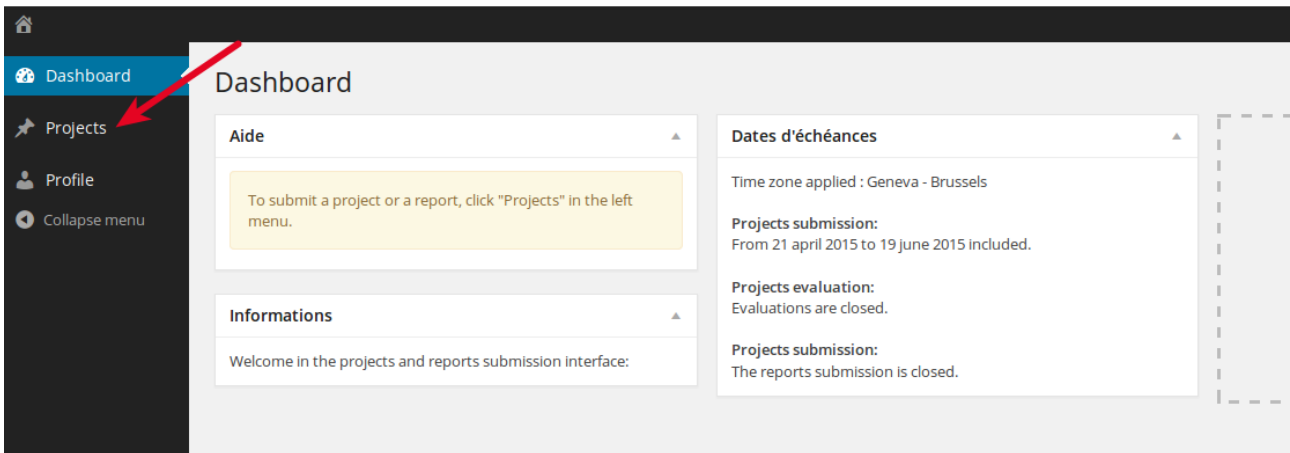 Dashboard
Projects
Profile
Collapse menu
Dashboard
Aide
To submit a project or a report, click "Projects" in the left
menu.
Informations
Welcome in the projects and reports submission interface:
Dates d'échéances
Time zone applied : Geneva - Brussels
Projects submission:
From 21 april 2015 to 19 june 2015 included.
Projects evaluation:
Evaluations are closed.
Projects submission:
The reports submission is closed.